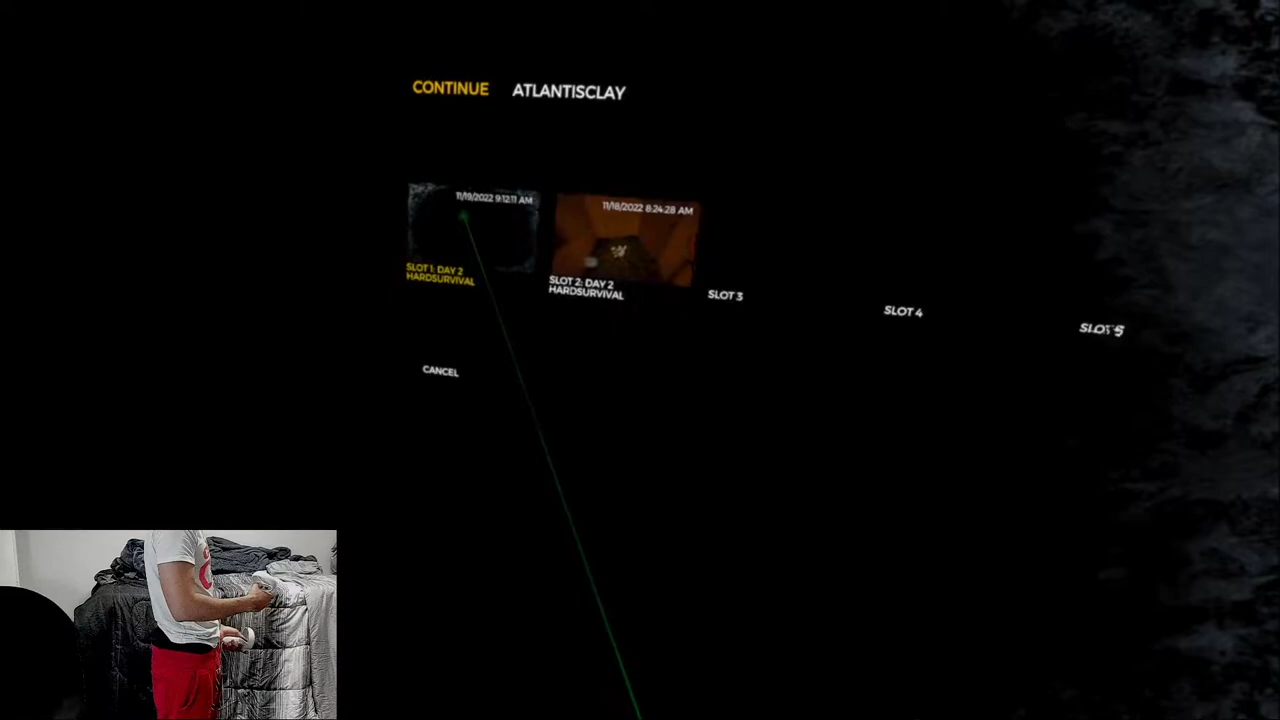 CONTINUE ATLANTISCLAY
11/19/2022 9:12:11 AM
11/18/2022 8:24:28 AM
SLOT 1: DAY 2
HARDSURVIVAL
SLOT 2: DAY 2
HARDSURVIVAL
SLOT 3
SLOT 4
SLOT 5
CANCEL